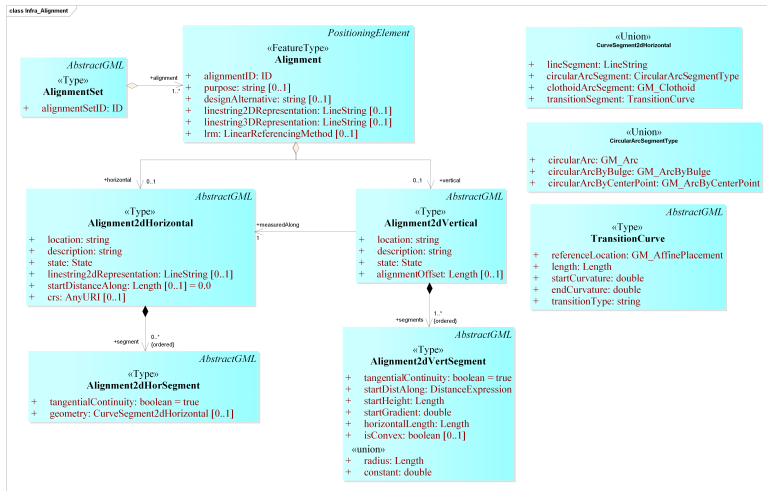 class Infra_Alignment
AbstractGML
«Type»
AlignmentSet
+ alignmentSetID: ID
+alignment
1..*
PositioningElement
«FeatureType»
Alignment
+ alignmentID: ID
+ purpose: string [0..1]
+ designAlternative: string [0..1]
+ linestring2DRepresentation: LineString [0..1]
+ linestring3DRepresentation: LineString [0..1]
+ lrm: LinearReferencingMethod [0..1]
«Union»
CurveSegment2dHorizontal
+ lineSegment: LineString
+ circularArcSegment: CircularArcSegmentType
+ clothoidArcSegment: GM_Clothoid
+ transitionSegment: TransitionCurve
«Union»
CircularArcSegmentType
+ circularArc: GM_Arc
+ circularArcByBulge: GM_ArcByBulge
+ circularArcByCenterPoint: GM_ArcByCenterPoint
+horizontal
0..1
0..1
+vertical
AbstractGML
«Type»
Alignment2dHorizontal
+ location: string
+ description: string
+ state: State
+ linestring2dRepresentation: LineString [0..1]
+ startDistanceAlong: Length [0..1] = 0.0
+ crs: AnyURI [0..1]
+measuredAlong
1
AbstractGML
«Type»
Alignment2dVertical
+ location: string
+ description: string
+ state: State
+ alignmentOffset: Length [0..1]
AbstractGML
«Type»
TransitionCurve
+ referenceLocation: GM_AffinePlacement
+ length: Length
+ startCurvature: double
+ endCurvature: double
+ transitionType: string
+segment
0..*
{ordered}
+segments
1..*
{ordered}
AbstractGML
«Type»
Alignment2dHorSegment
+ tangentialContinuity: boolean = true
+ geometry: CurveSegment2dHorizontal [0..1]
AbstractGML
«Type»
Alignment2dVertSegment
+ tangentialContinuity: boolean = true
+ startDistAlong: DistanceExpression
+ startHeight: Length
+ startGradient: double
+ horizontalLength: Length
+ isConvex: boolean [0..1]
«union»
+ radius: Length
+ constant: double